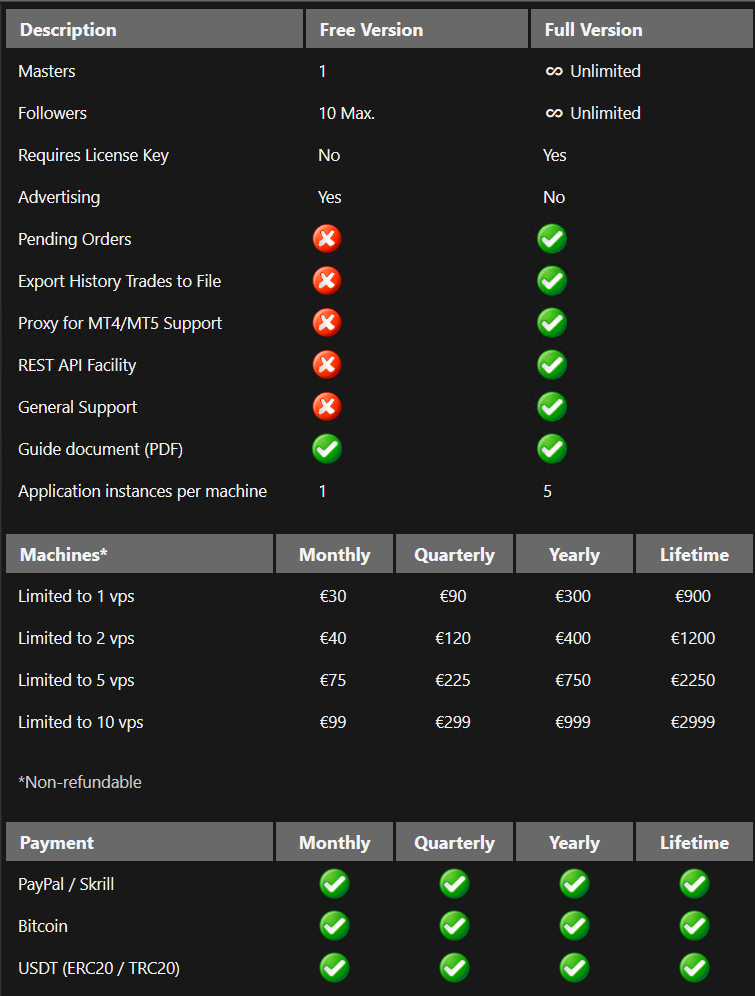 Description Free Version Full Version
Masters 1 ∞ Unlimited
Followers 10 Max. ∞ Unlimited
Requires License Key No Yes
Advertising Yes No
Pending Orders
Export History Trades to File
Proxy for MT4/MT5 Support
REST API Facility
General Support
Guide document (PDF)
Application instances per machine 1 5
Machines* Monthly Quarterly Yearly Lifetime
Limited to 1 vps €30 €90 €300 €900
Limited to 2 vps €40 €120 €400 €1200
Limited to 5 vps €75 €225 €750 €2250
Limited to 10 vps €99 €299 €999 €2999
*Non-refundable
Payment Monthly Quarterly Yearly Lifetime
PayPal / Skrill
Bitcoin
USDT (ERC20 / TRC20)